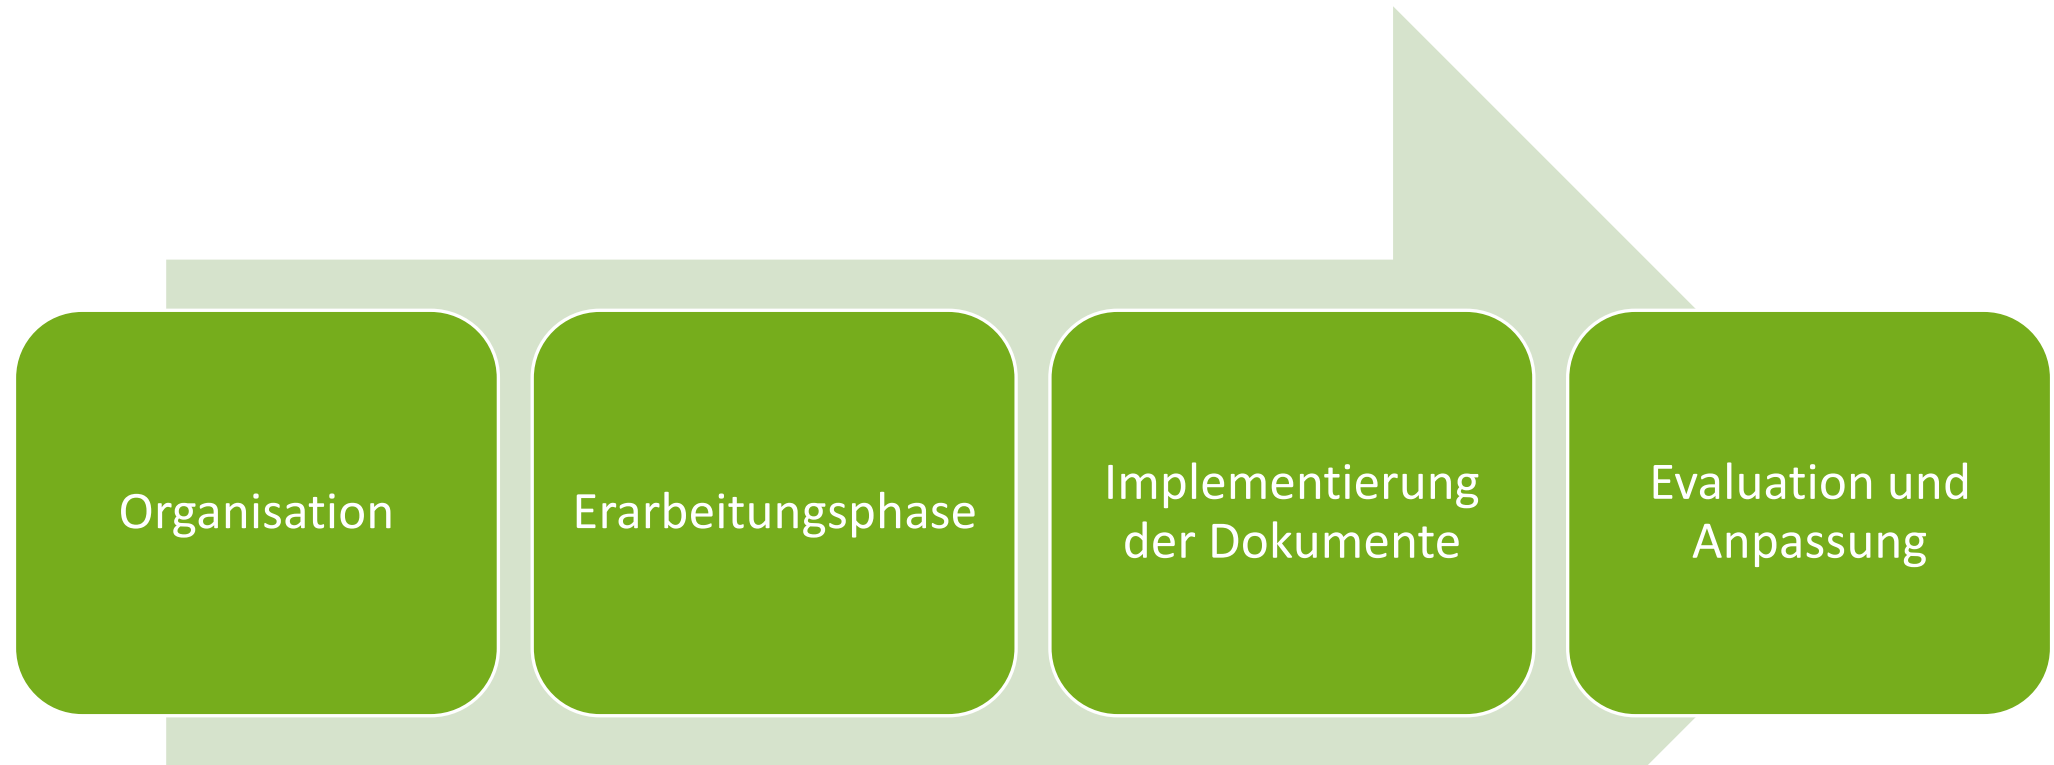 Organisation
Erarbeitungsphase
Implementierung
der Dokumente
Evaluation und
Anpassung